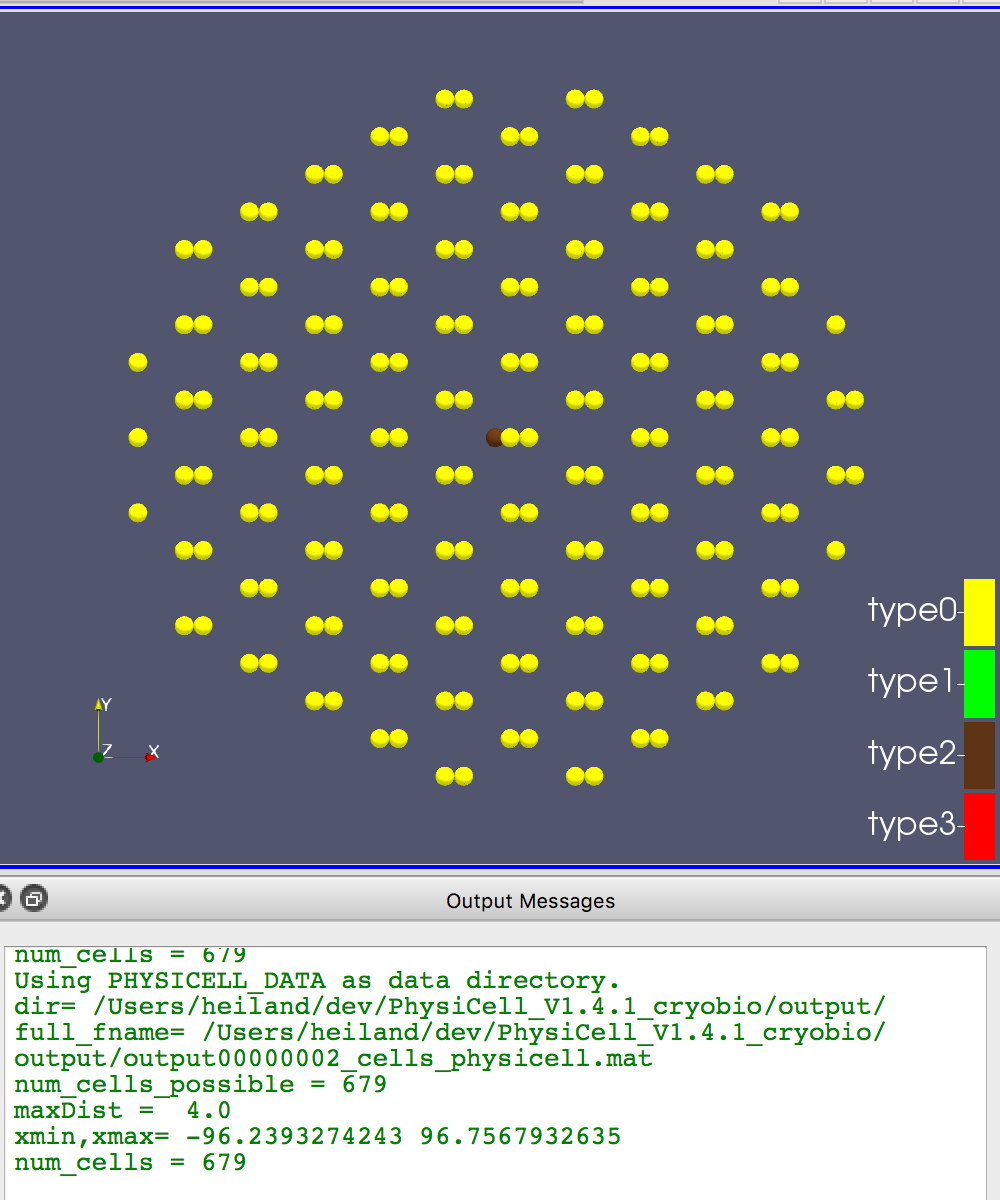 type0
type1
type2
type3
Y
Z X
Output Messages
num_cells = 679
Using PHYSICELL_DATA as data directory.
dir= /Users/heiland/dev/PhysiCell_V1.4.1_cryobio/output/
full_fname= /Users/heiland/dev/PhysiCell_V1.4.1_cryobio/
output/output00000002_cells_physicell.mat
num_cells_possible = 679
maxDist =  4.0
xmin,xmax= -96.2393274243 96.7567932635
num_cells = 679